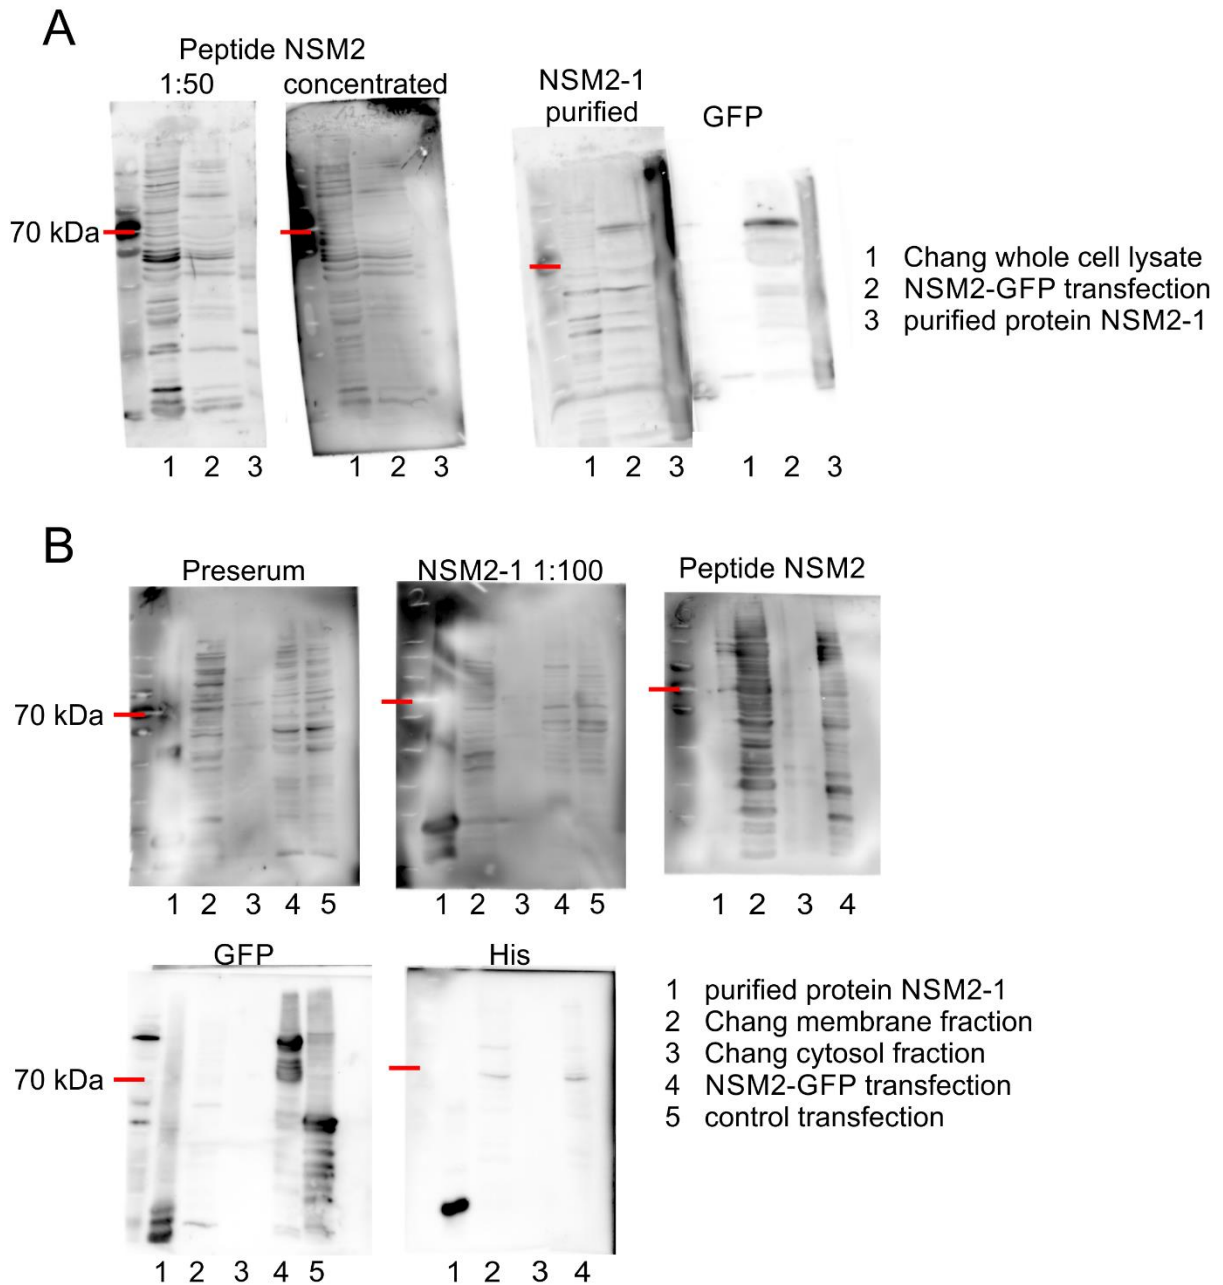 A
Peptide NSM2
1:50 concentrated
NSM2-1
purified
GFP
70 kDa
1 Chang whole cell lysate
2 NSM2-GFP transfection
3 purified protein NSM2-1
1 2 3 1 2 3 1 2 3 1 2 3
B
Preserum NSM2-1 1:100 Peptide NSM2
2
70 kDa
1 2 3 4 5 1 2 3 4 5 1 2 3 4
GFP His
70 kDa
1 purified protein NSM2-1
2 Chang membrane fraction
3 Chang cytosol fraction
4 NSM2-GFP transfection
5 control transfection
1 2 3 4 5 1 2 3 4